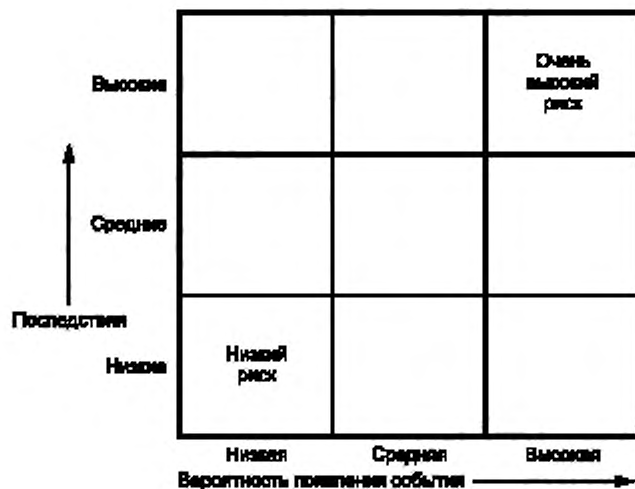 Высокие
Очень
высокий
риск
Средние
Последствия
Низкие
Низкий
риск
Низкая Средняя Высокая
Вероятность появления события